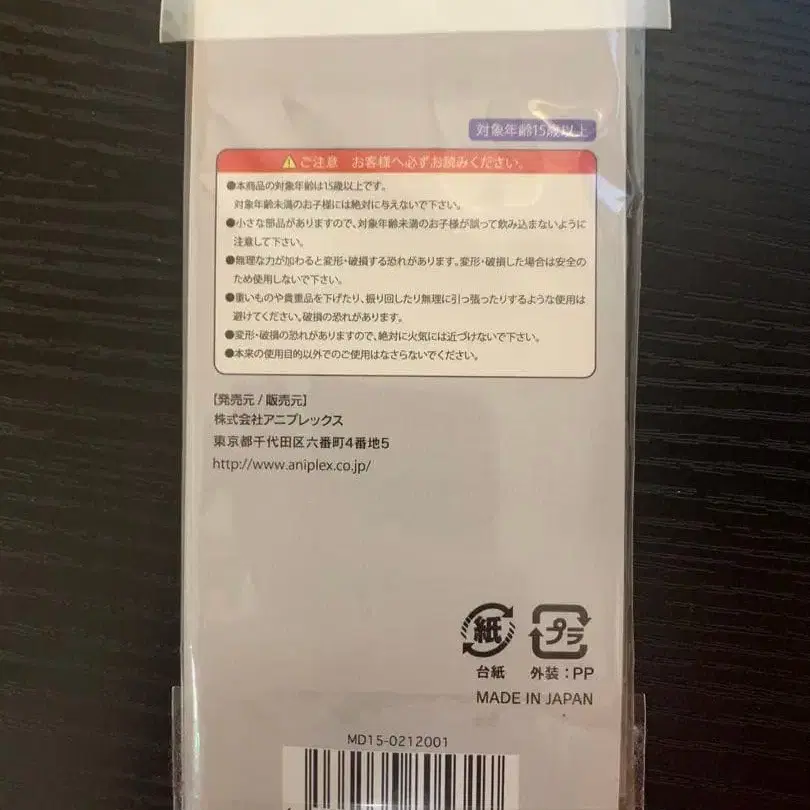 対象年齢15歳以上
⚠ご注意 お客様へ必ずお読みください。
●本商品の対象年齢は15歳以上です。
対象年齢未満のお子様には絶対に与えないで下さい。
●小さな部品がありますので、対象年齢未満のお子様が誤って飲み込まないように
注意して下さい。
●無理な力が加わると変形・破損する恐れがあります。変形・破損した場合は安全の
ため使用しないで下さい。
●重いものや貴重品を下げたり、振り回したり無理に引っ張ったりするような使用は
避けてください。破損の恐れがあります。
●変形・破損の恐れがありますので、絶対に火気には近づけないで下さい。
●本来の使用目的以外でのご使用はなさらないでください。
【発売元 / 販売元】
株式会社アニプレックス
東京都千代田区六番町4番地5
http://www.aniplex.co.jp/
紙 プラ
台紙 外装：PP
MADE IN JAPAN
MD15-0212001